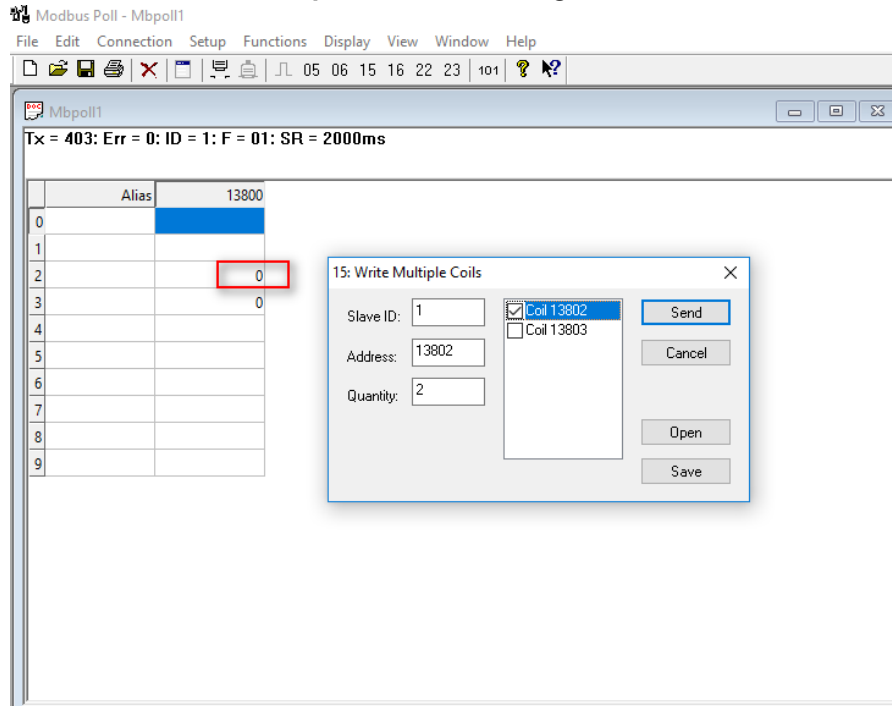 Modbus Poll - Mbpoll1
File Edit Connection Setup Functions Display View Window Help
05 06 15 16 22 23 101
Mbpoll1
Tx = 403: Err = 0: ID = 1: F = 01: SR = 2000ms
Alias 13800
0
1
2 0
3 0
4
5
6
7
8
9
15: Write Multiple Coils
Slave ID: 1
Address: 13802
Quantity: 2
Coil 13802
Coil 13803
Send
Cancel
Open
Save